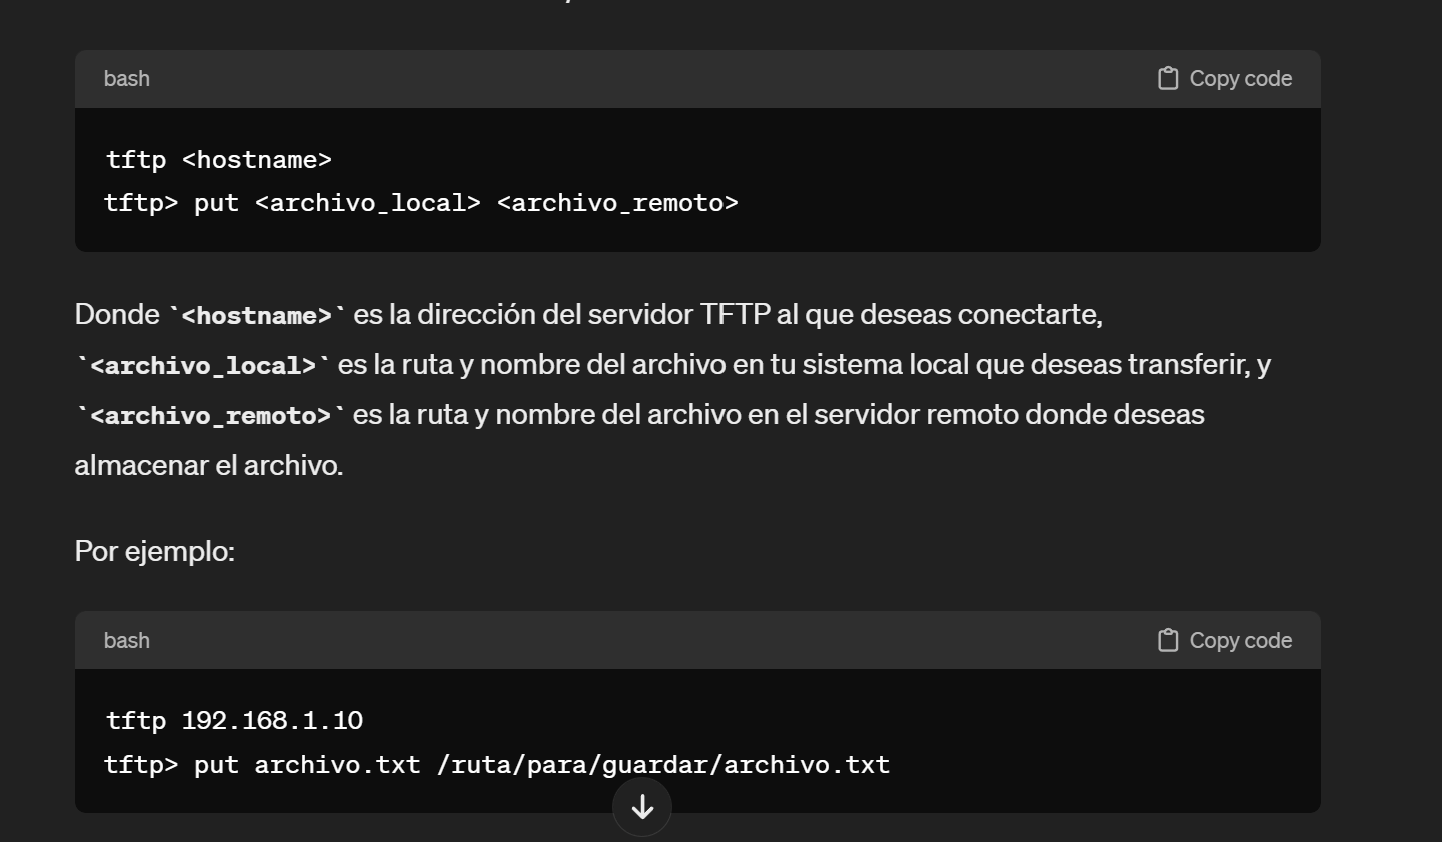 bash
Copy code
tftp <hostname>
tftp> put <archivo_local> <archivo_remoto>
Donde `<hostname>` es la dirección del servidor TFTP al que deseas conectarte,
`<archivo_local>` es la ruta y nombre del archivo en tu sistema local que deseas transferir, y
`<archivo_remoto>` es la ruta y nombre del archivo en el servidor remoto donde deseas
almacenar el archivo.
Por ejemplo:
bash
Copy code
tftp 192.168.1.10
tftp> put archivo.txt /ruta/para/guardar/archivo.txt